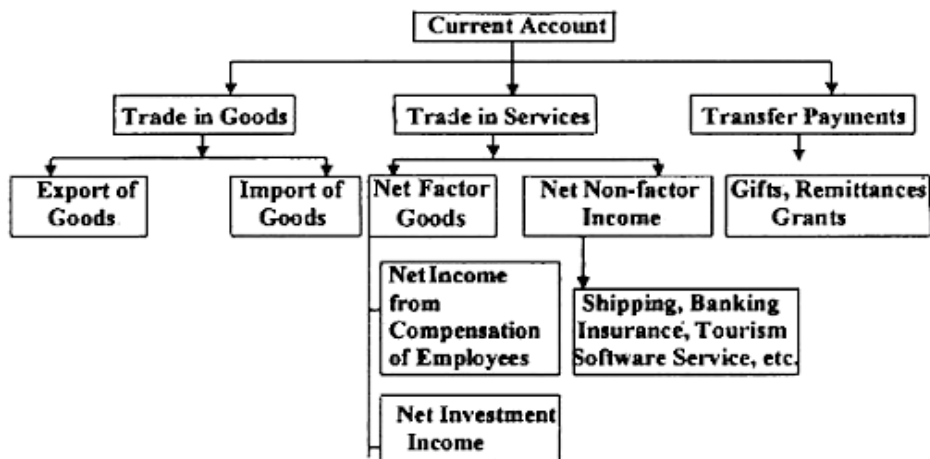 Current Account
Trade in Goods
Trade in Services
Transfer Payments
Export of
Goods
Import of
Goods
Net Factor
Goods
Net Non-factor
Income
Gifts, Remittances
Grants
Net Income
from
Compensation
of Employees
Shipping, Banking
Insurance, Tourism
Software Service, etc.
Net Investment
Income